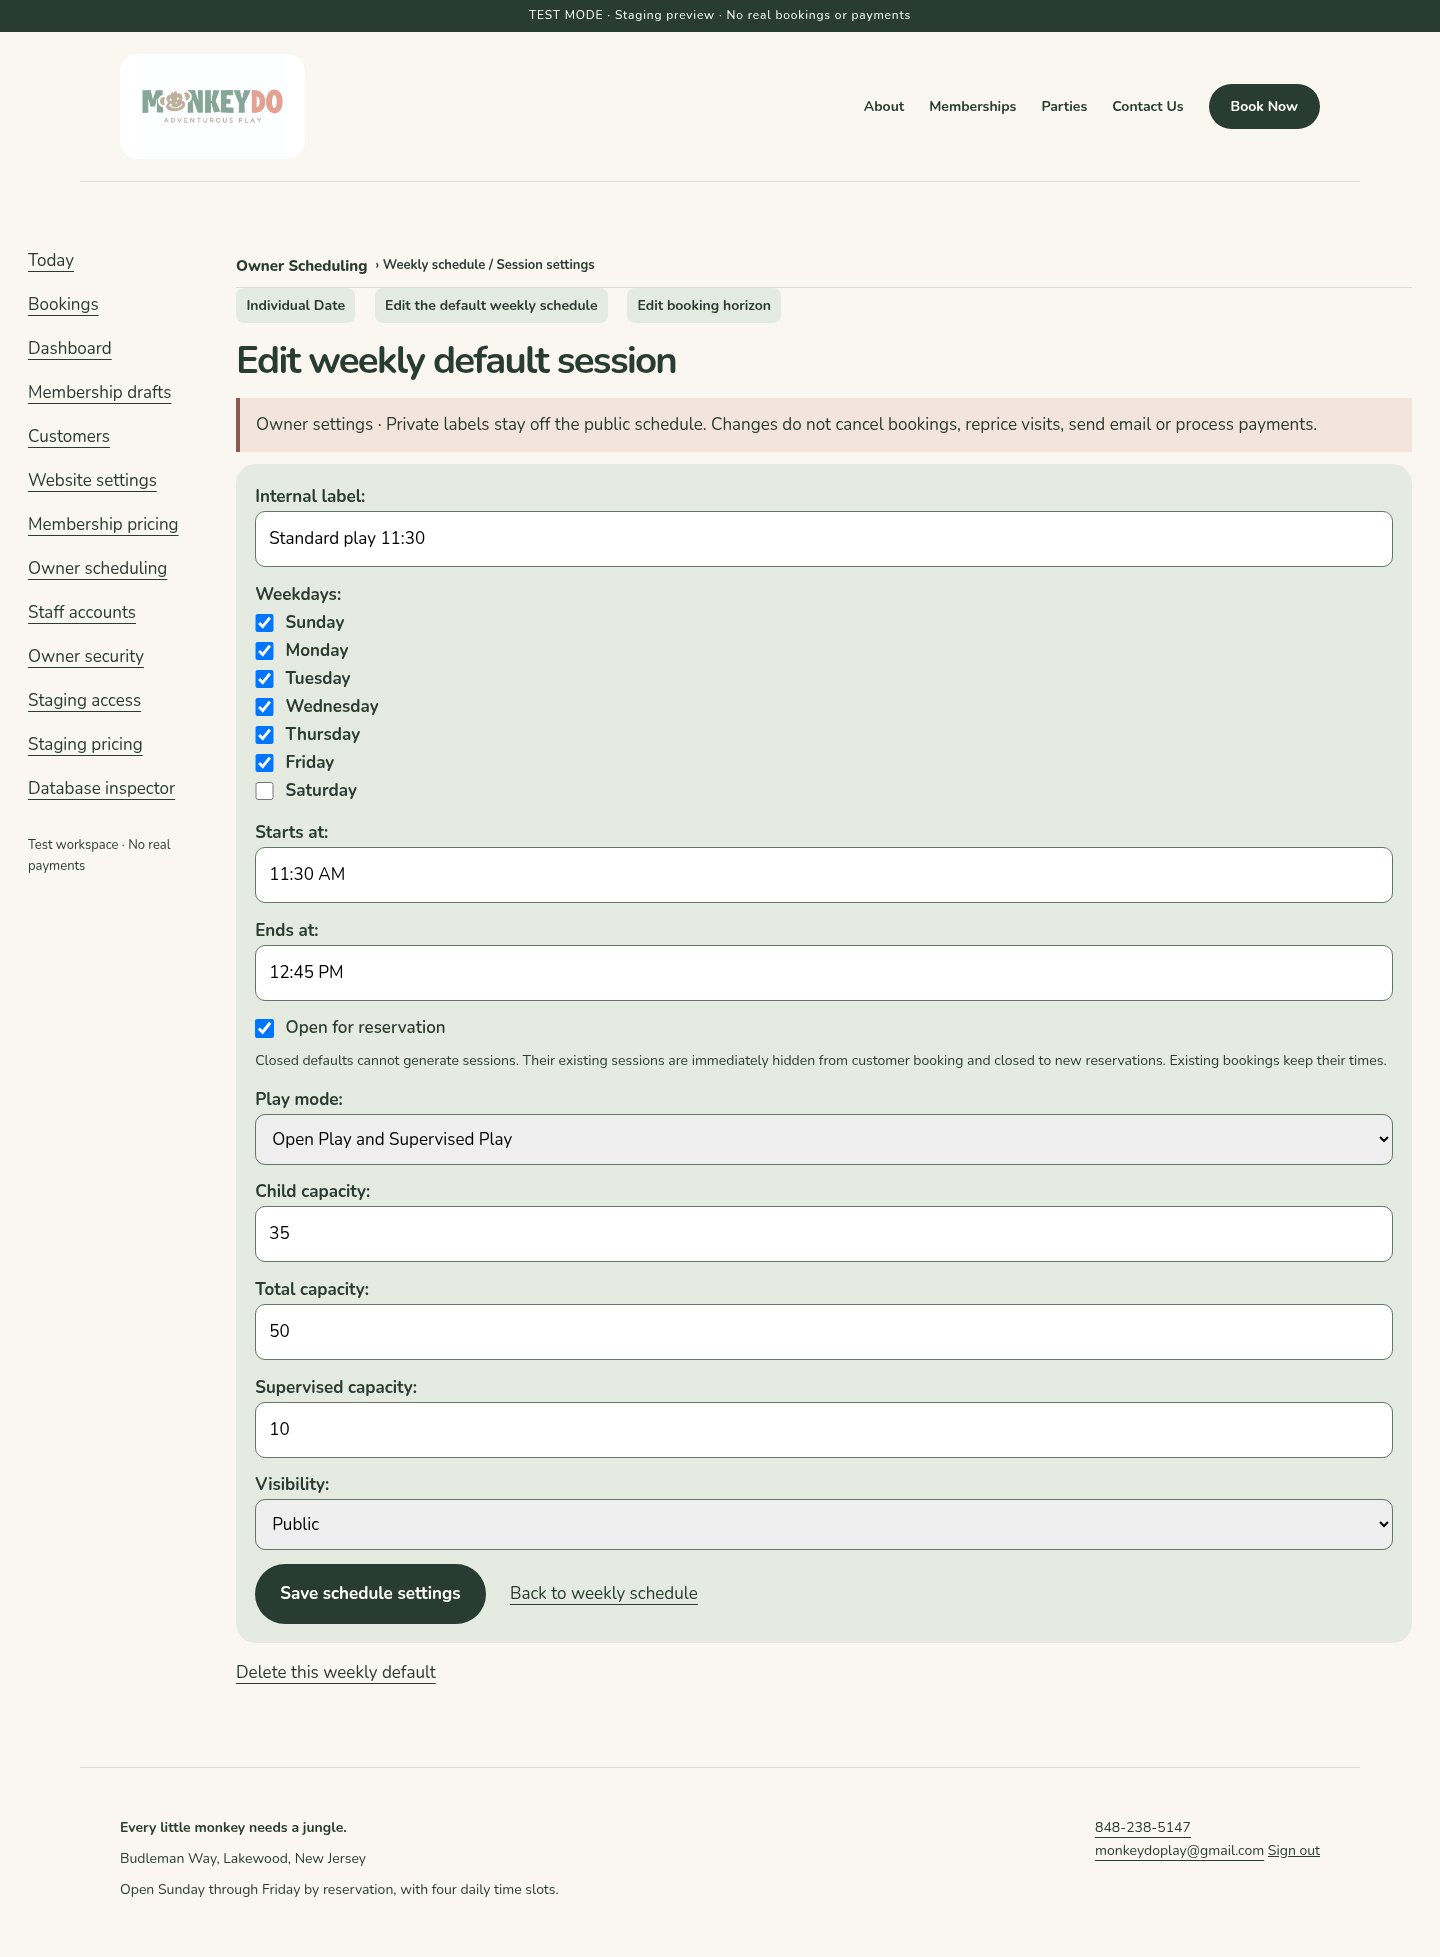 TEST MODE · Staging preview · No real bookings or payments
MONKEYDO
ADVENTUROUS PLAY
About Memberships Parties Contact Us Book Now
Today
Bookings
Dashboard
Membership drafts
Customers
Website settings
Membership pricing
Owner scheduling
Staff accounts
Owner security
Staging access
Staging pricing
Database inspector
Test workspace · No real
payments
Owner Scheduling › Weekly schedule / Session settings
Individual Date Edit the default weekly schedule Edit booking horizon
Edit weekly default session
Owner settings · Private labels stay off the public schedule. Changes do not cancel bookings, reprice visits, send email or process payments.
Internal label:
Standard play 11:30
Weekdays:
Sunday
Monday
Tuesday
Wednesday
Thursday
Friday
Saturday
Starts at:
11:30 AM
Ends at:
12:45 PM
Open for reservation
Closed defaults cannot generate sessions. Their existing sessions are immediately hidden from customer booking and closed to new reservations. Existing bookings keep their times.
Play mode:
Open Play and Supervised Play
Child capacity:
35
Total capacity:
50
Supervised capacity:
10
Visibility:
Public
Save schedule settings Back to weekly schedule
Delete this weekly default
Every little monkey needs a jungle.
Budleman Way, Lakewood, New Jersey
Open Sunday through Friday by reservation, with four daily time slots.
848-238-5147
monkeydoplay@gmail.com Sign out